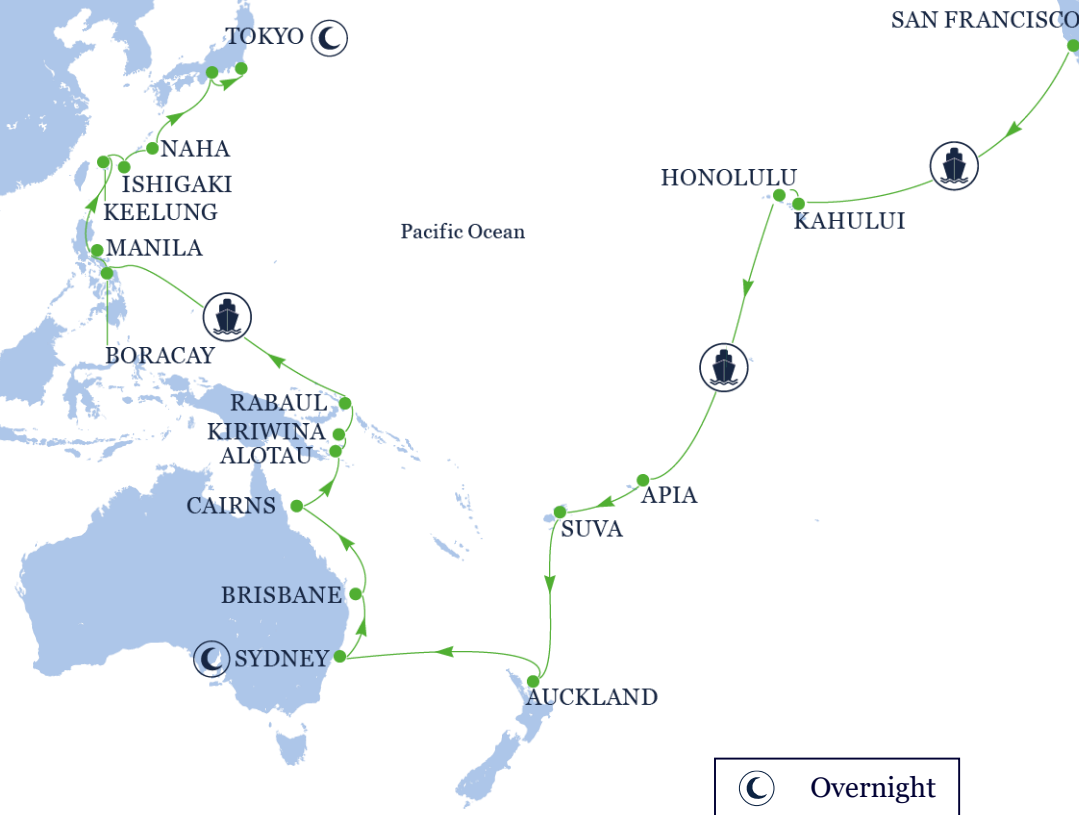 SAN FRANCISCO
TOKYO
NAHA
ISHIGAKI
HONOLULU
KEELUNG
KAHULUI
Pacific Ocean
MANILA
BORACAY
RABAUL
KIRIWINA
ALOTAU
APIA
CAIRNS
SUVA
BRISBANE
SYDNEY
AUCKLAND
Overnight